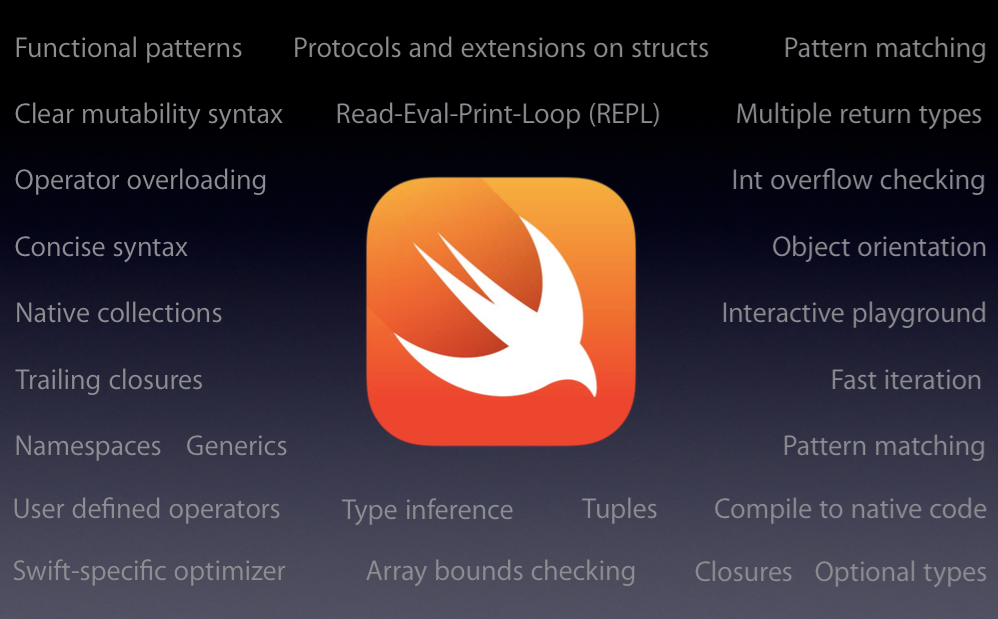 Functional patterns Protocols and extensions on structs Pattern matching
Clear mutability syntax Read-Eval-Print-Loop (REPL) Multiple return types
Operator overloading Int overflow checking
Concise syntax Object orientation
Native collections Interactive playground
Trailing closures Fast iteration
Namespaces Generics Pattern matching
User defined operators Type inference Tuples Compile to native code
Swift-specific optimizer Array bounds checking Closures Optional types